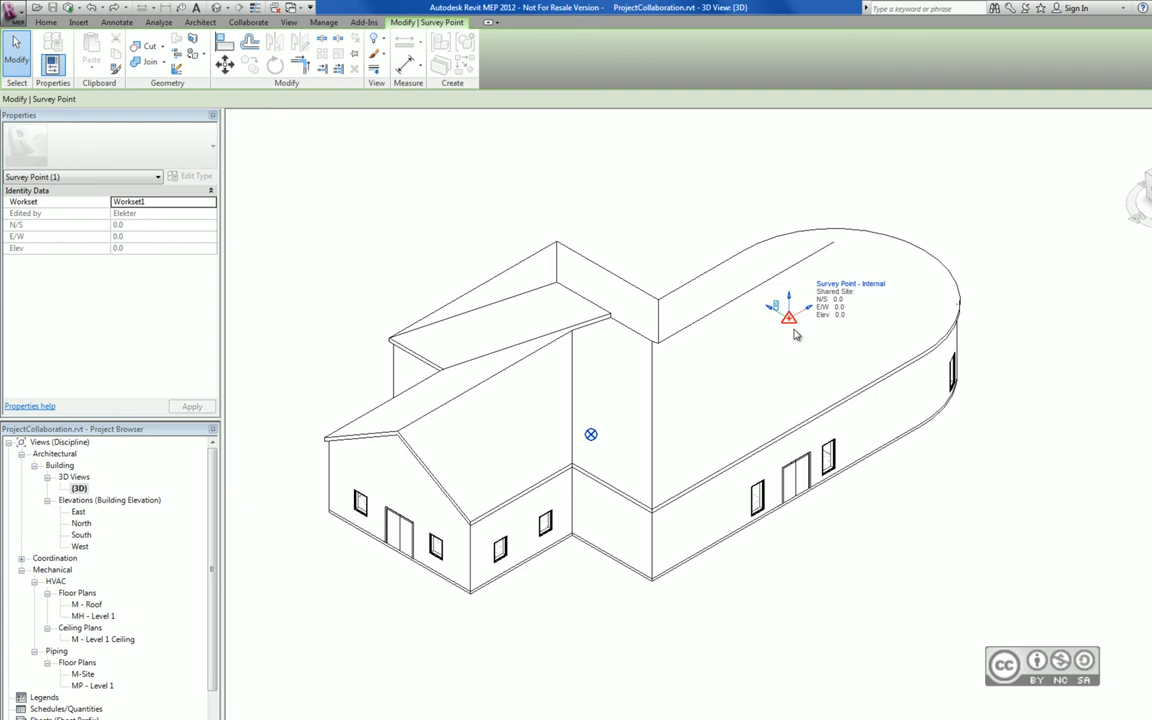 Autodesk Revit MEP 2012 - Not For Resale Version - ProjectCollaboration.rvt - 3D View: {3D}
Type a keyword or phrase
Sign In
MEP
Home Insert Annotate Analyze Architect Collaborate View Manage Add-Ins Modify | Survey Point
Modify
Paste
Cut
Join
Select Properties Clipboard Geometry Modify View Measure Create
Modify | Survey Point
Properties
Survey Point (1)
Edit Type
Identity Data
Workset Workset1
Edited by Elekter
N/S 0.0
E/W 0.0
Elev 0.0
Survey Point - Internal
Shared Site:
N/S 0.0
E/W 0.0
Elev 0.0
Properties help
Apply
ProjectCollaboration.rvt - Project Browser
Views (Discipline)
Architectural
Building
3D Views
{3D}
Elevations (Building Elevation)
East
North
South
West
Coordination
Mechanical
HVAC
Floor Plans
M - Roof
MH - Level 1
Ceiling Plans
M - Level 1 Ceiling
Piping
Floor Plans
M-Site
MP - Level 1
Legends
Schedules/Quantities
cc
BY NC SA